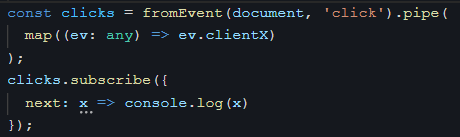 const clicks = fromEvent(document, 'click').pipe(
  map((ev: any) => ev.clientX)
);
clicks.subscribe({
  next: x => console.log(x)
});